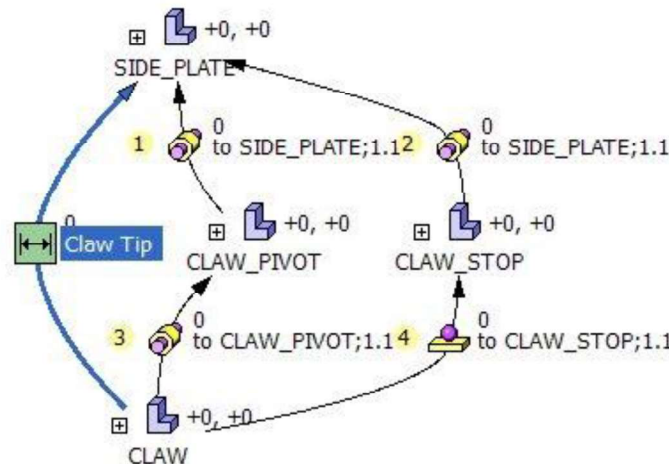 +0, +0
SIDE_PLATE
1
0
to SIDE_PLATE;1.1
2
0
to SIDE_PLATE;1.1
0
Claw Tip
+0, +0
CLAW_PIVOT
+0, +0
CLAW_STOP
3
0
to CLAW_PIVOT;1.1
4
0
to CLAW_STOP;1.1
+0, +0
CLAW